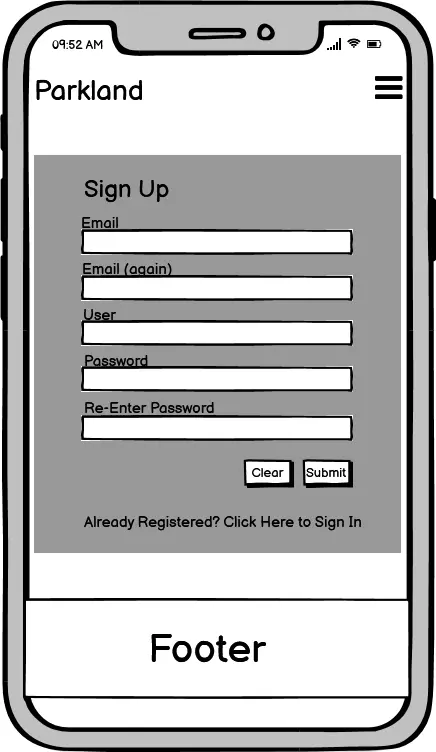 09:52 AM
Parkland
Sign Up
Email
Email (again)
User
Password
Re-Enter Password
Clear Submit
Already Registered? Click Here to Sign In
Footer